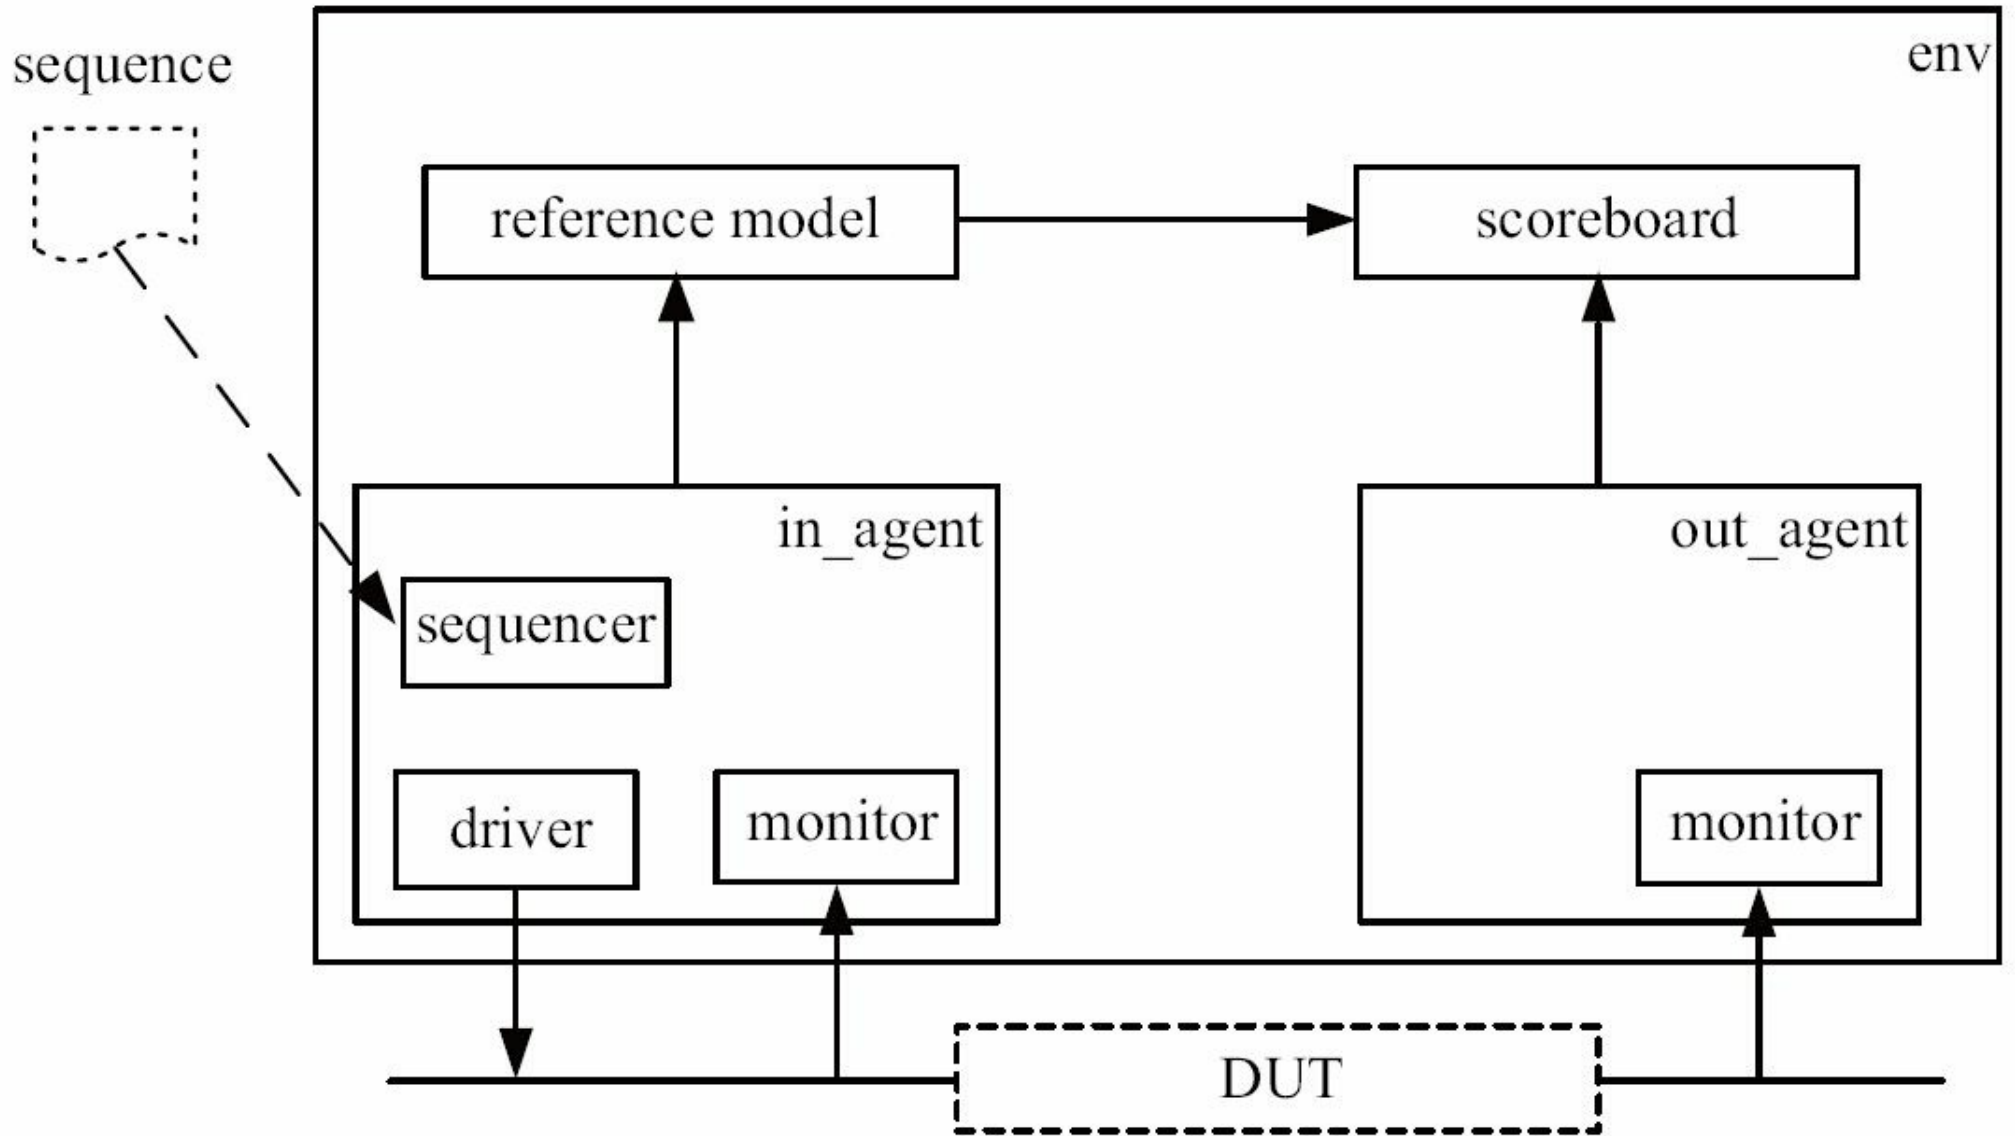 sequence
env
reference model
scoreboard
in_agent
out_agent
sequencer
driver
monitor
monitor
DUT